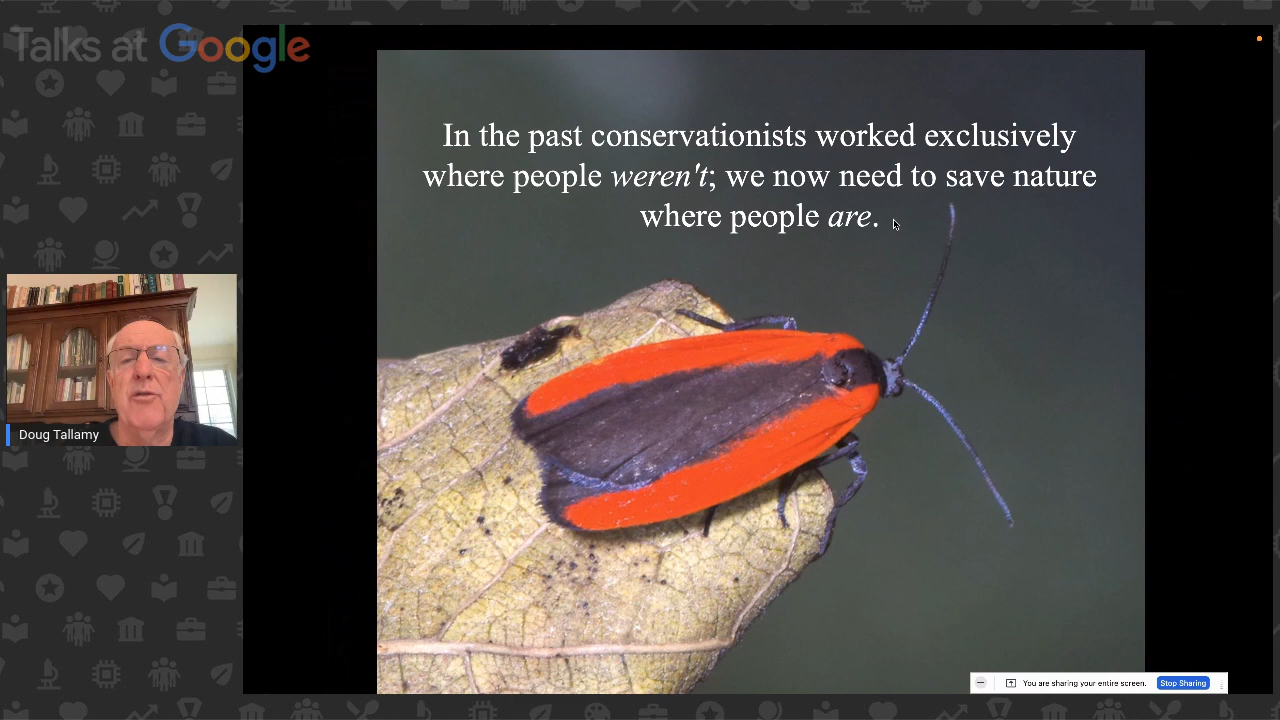 Talks at Google
In the past conservationists worked exclusively
where people weren't; we now need to save nature
where people are.
Doug Tallamy
You are sharing your entire screen.
Stop Sharing